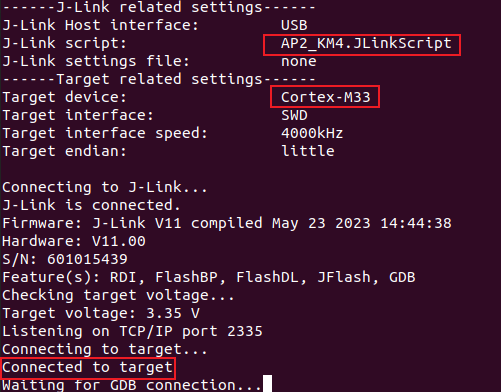 ------J-Link related settings------
J-Link Host interface: USB
J-Link script: AP2_KM4.JLinkScript
J-Link settings file: none
------Target related settings------
Target device: Cortex-M33
Target interface: SWD
Target interface speed: 4000kHz
Target endian: little
Connecting to J-Link...
J-Link is connected.
Firmware: J-Link V11 compiled May 23 2023 14:44:38
Hardware: V11.00
S/N: 601015439
Feature(s): RDI, FlashBP, FlashDL, JFlash, GDB
Checking target voltage...
Target voltage: 3.35 V
Listening on TCP/IP port 2335
Connecting to target...
Connected to target
Waiting for GDB connection...